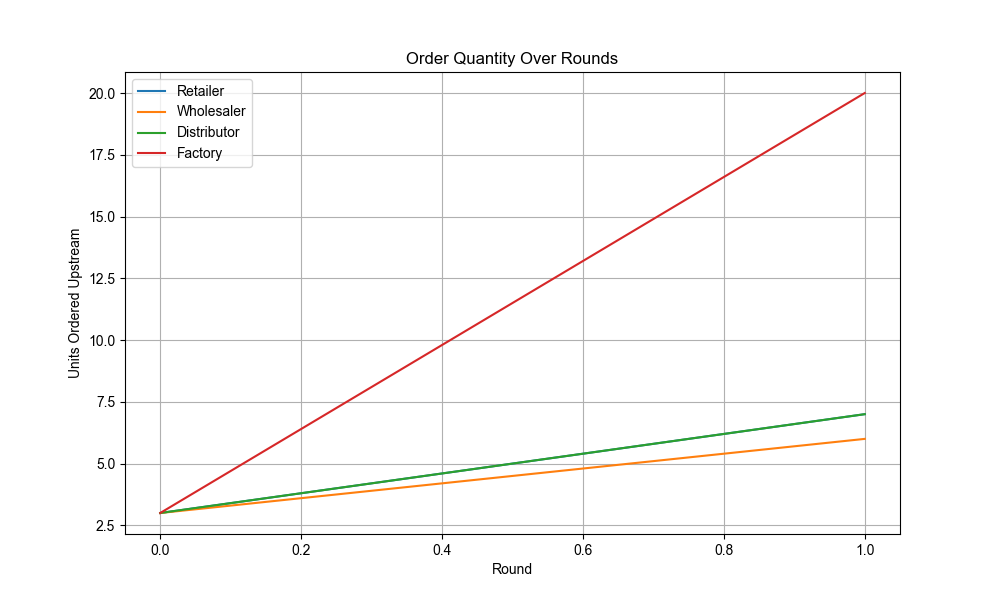 Order Quantity Over Rounds
Retailer
Wholesaler
Distributor
Factory
20.0
17.5
15.0
12.5
10.0
7.5
5.0
2.5
Units Ordered Upstream
0.0 0.2 0.4 0.6 0.8 1.0
Round